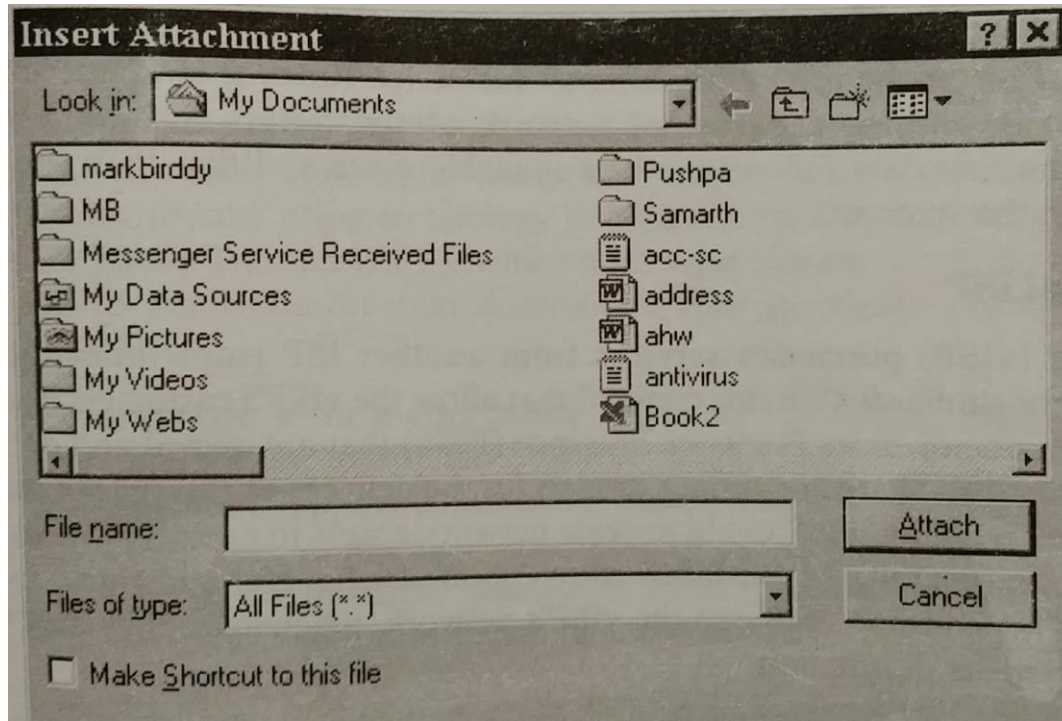 Insert Attachment
Look in: My Documents
markbirddy
MB
Messenger Service Received Files
My Data Sources
My Pictures
My Videos
My Webs
Pushpa
Samarth
acc-sc
address
ahw
antivirus
Book2
File name:
Attach
Files of type: All Files (*.*)
Cancel
Make Shortcut to this file